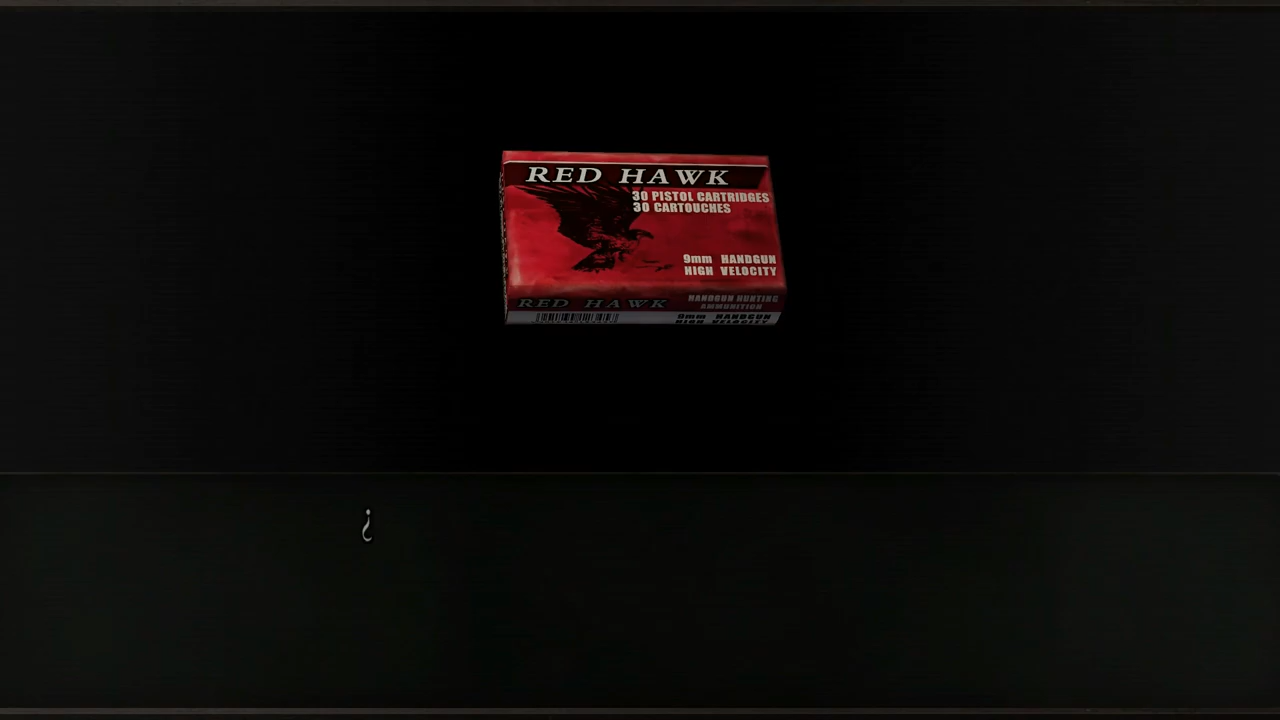 RED HAWK
30 PISTOL CARTRIDGES
30 CARTOUCHES
9mm HANDGUN
HIGH VELOCITY
RED HAWK
HANDGUN HUNTING
AMMUNITION
9mm HANDGUN
HIGH VELOCITY
¿